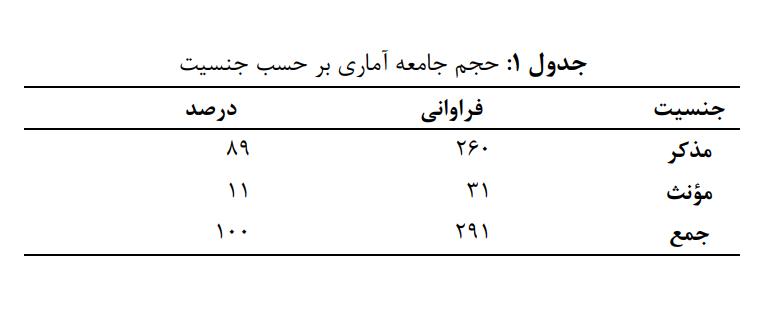 جدول ۱: حجم جامعه آماری بر حسب جنسیت
جنسیت فراوانی درصد
مذکر ۲۶۰ ۸۹
مؤنث ۳۱ ۱۱
جمع ۲۹۱ ۱۰۰